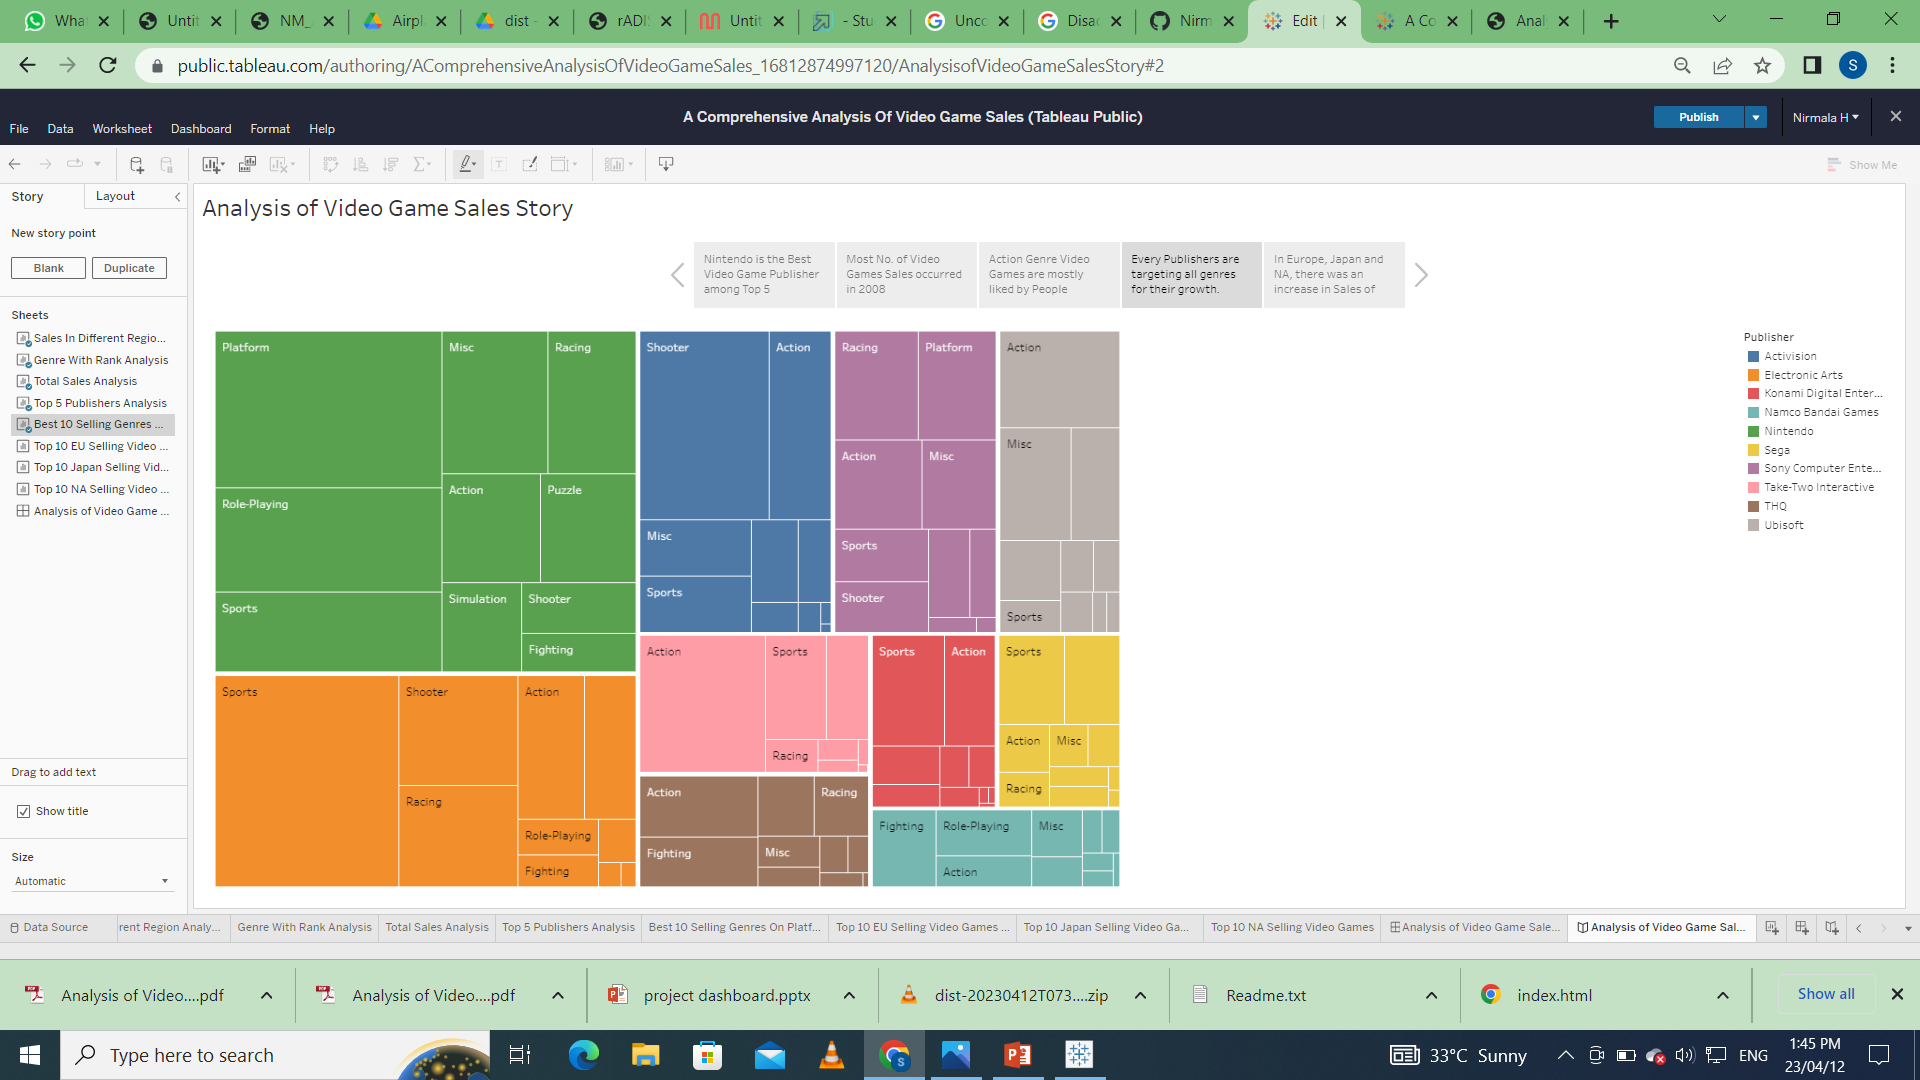 What
Untit
NM_
Airpl
dist -
rADI
Untit
- Stu
Unco
Disac
Nirm
Edit |
A Co
Anal
public.tableau.com/authoring/AComprehensiveAnalysisOfVideoGameSales_16812874997120/AnalysisofVideoGameSalesStory#2
S
A Comprehensive Analysis Of Video Game Sales (Tableau Public)
Publish
Nirmala H
File
Data
Worksheet
Dashboard
Format
Help
Show Me
Story
Layout
New story point
Blank
Duplicate
Sheets
Sales In Different Regio...
Genre With Rank Analysis
Total Sales Analysis
Top 5 Publishers Analysis
Best 10 Selling Genres ...
Top 10 EU Selling Video ...
Top 10 Japan Selling Vid...
Top 10 NA Selling Video ...
Analysis of Video Game ...
Drag to add text
Show title
Size
Automatic
Analysis of Video Game Sales Story
Nintendo is the Best
Video Game Publisher
among Top 5
Most No. of Video
Games Sales occurred
in 2008
Action Genre Video
Games are mostly
liked by People
Every Publishers are
targeting all genres
for their growth.
In Europe, Japan and
NA, there was an
increase in Sales of
Platform
Misc
Racing
Role-Playing
Action
Puzzle
Sports
Simulation
Shooter
Fighting
Shooter
Action
Misc
Sports
Racing
Platform
Action
Misc
Sports
Shooter
Action
Misc
Sports
Sports
Shooter
Action
Racing
Role-Playing
Fighting
Action
Sports
Racing
Sports
Action
Sports
Action
Misc
Racing
Action
Racing
Fighting
Misc
Fighting
Role-Playing
Misc
Action
Publisher
Activision
Electronic Arts
Konami Digital Enter...
Namco Bandai Games
Nintendo
Sega
Sony Computer Ente...
Take-Two Interactive
THQ
Ubisoft
Data Source
rent Region Analy...
Genre With Rank Analysis
Total Sales Analysis
Top 5 Publishers Analysis
Best 10 Selling Genres On Platf...
Top 10 EU Selling Video Games ...
Top 10 Japan Selling Video Ga...
Top 10 NA Selling Video Games
Analysis of Video Game Sale...
Analysis of Video Game Sal...
Analysis of Video....pdf
Analysis of Video....pdf
project dashboard.pptx
dist-20230412T073....zip
Readme.txt
index.html
Show all
Type here to search
33°C Sunny
ENG
1:45 PM
23/04/12